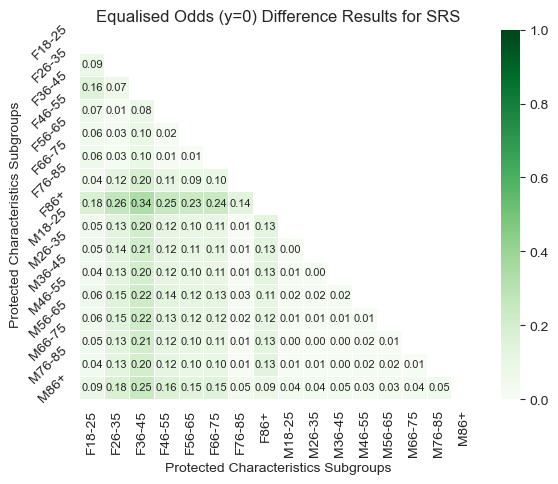 Equalised Odds (y=0) Difference Results for SRS
Protected Characteristics Subgroups
F18-25
F26-35
0.09
F36-45
0.16 0.07
F46-55
0.07 0.01 0.08
F56-65
0.06 0.03 0.10 0.02
F66-75
0.06 0.03 0.10 0.01 0.01
F76-85
0.04 0.12 0.20 0.11 0.09 0.10
F86+
0.18 0.26 0.34 0.25 0.23 0.24 0.14
M18-25
0.05 0.13 0.20 0.12 0.10 0.11 0.01 0.13
M26-35
0.05 0.14 0.21 0.12 0.11 0.11 0.01 0.13 0.00
M36-45
0.04 0.13 0.20 0.12 0.10 0.11 0.01 0.13 0.01 0.00
M46-55
0.06 0.15 0.22 0.14 0.12 0.13 0.03 0.11 0.02 0.02 0.02
M56-65
0.06 0.15 0.22 0.13 0.12 0.12 0.02 0.12 0.01 0.01 0.01 0.01
M66-75
0.05 0.13 0.21 0.12 0.10 0.11 0.01 0.13 0.00 0.00 0.00 0.02 0.01
M76-85
0.04 0.13 0.20 0.12 0.10 0.10 0.00 0.13 0.01 0.01 0.00 0.02 0.02 0.01
M86+
0.09 0.18 0.25 0.16 0.15 0.15 0.05 0.09 0.04 0.04 0.05 0.03 0.03 0.04 0.05
F18-25 F26-35 F36-45 F46-55 F56-65 F66-75 F76-85 F86+ M18-25 M26-35 M36-45 M46-55 M56-65 M66-75 M76-85 M86+
Protected Characteristics Subgroups
1.0
0.8
0.6
0.4
0.2
0.0